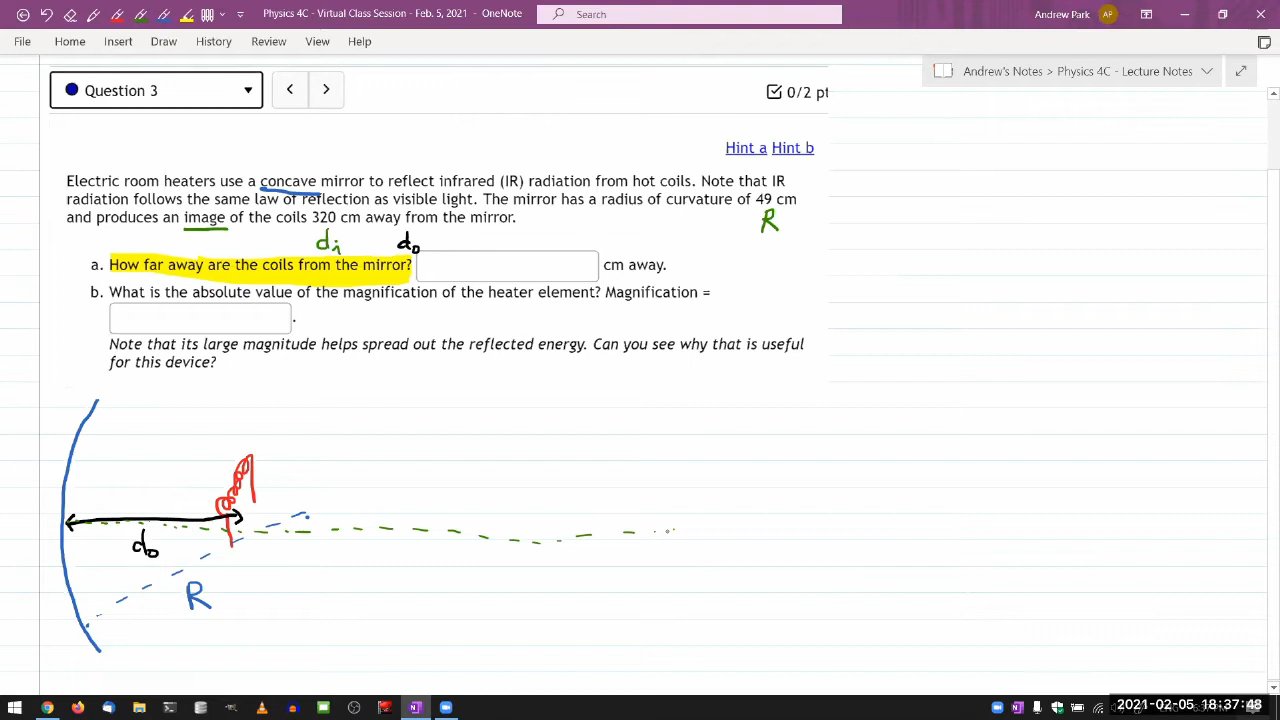 Campus Notes - Feb. 5, 2021 - OneNote
Search
Andrew Park
AP
File Home Insert Draw History Review View Help
Andrew's Notes > Physics 4C - Lecture Notes
Question 3
0/2 pt
Hint a Hint b
Electric room heaters use a concave mirror to reflect infrared (IR) radiation from hot coils. Note that IR
radiation follows the same law of reflection as visible light. The mirror has a radius of curvature of 49 cm
and produces an image of the coils 320 cm away from the mirror.
R
di
do
a. How far away are the coils from the mirror? cm away.
b. What is the absolute value of the magnification of the heater element? Magnification =
.
Note that its large magnitude helps spread out the reflected energy. Can you see why that is useful
for this device?
do
R
2021-02-05 18:37:48